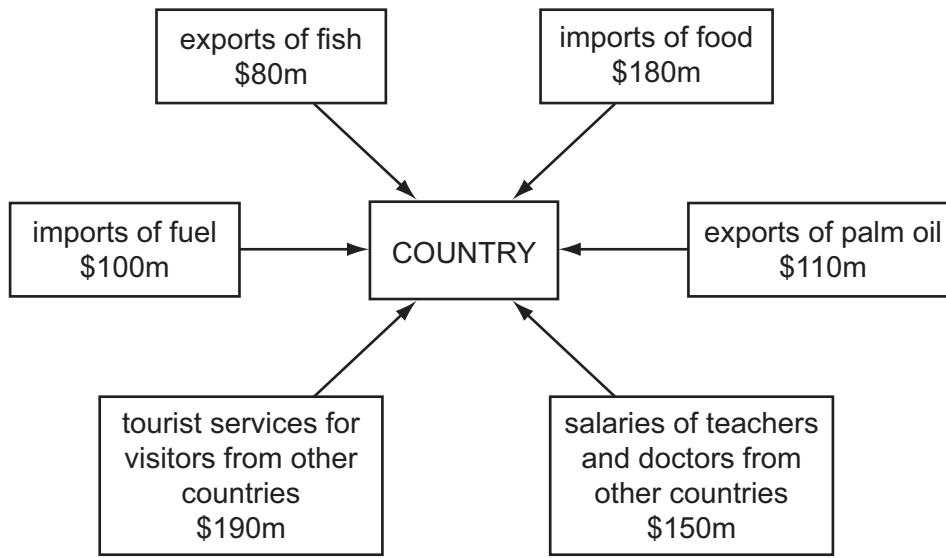 exports of fish
$80m
imports of food
$180m
imports of fuel
$100m
COUNTRY
exports of palm oil
$110m
tourist services for
visitors from other
countries
$190m
salaries of teachers
and doctors from
other countries
$150m